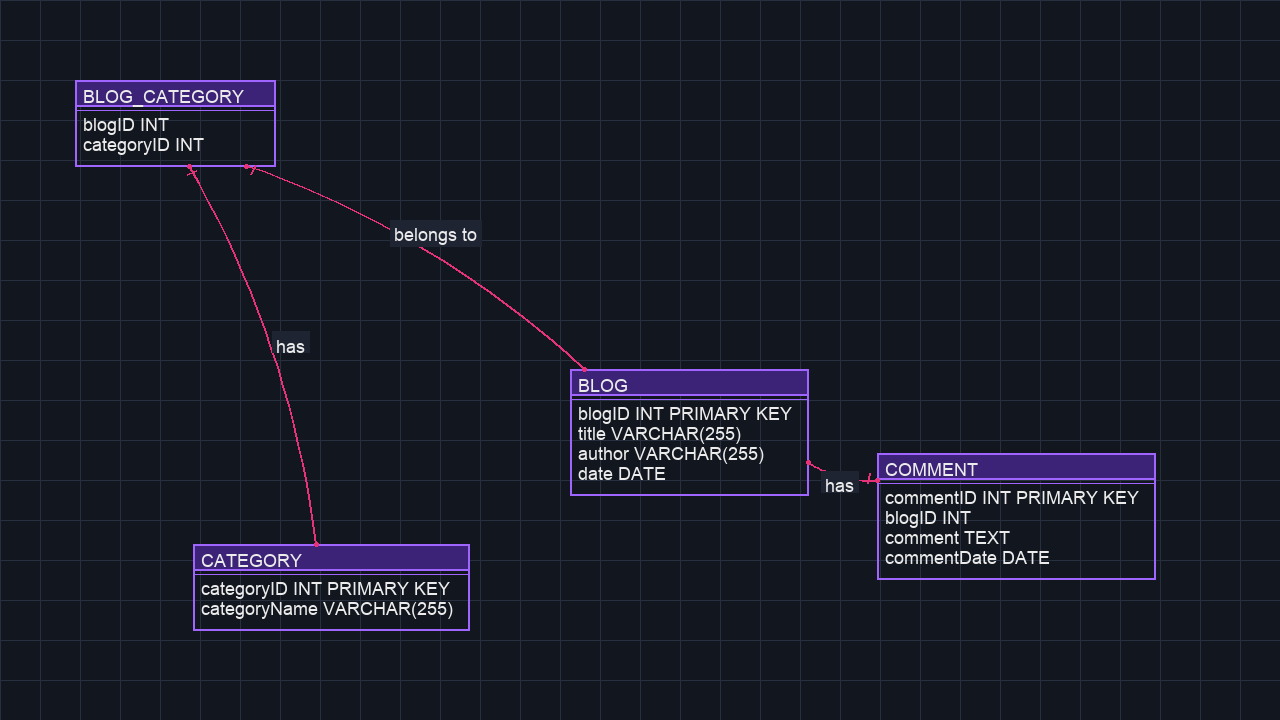 BLOG_CATEGORY
blogID INT
categoryID INT
belongs to
has
BLOG
blogID INT PRIMARY KEY
title VARCHAR(255)
author VARCHAR(255)
date DATE
has
COMMENT
commentID INT PRIMARY KEY
blogID INT
comment TEXT
commentDate DATE
CATEGORY
categoryID INT PRIMARY KEY
categoryName VARCHAR(255)